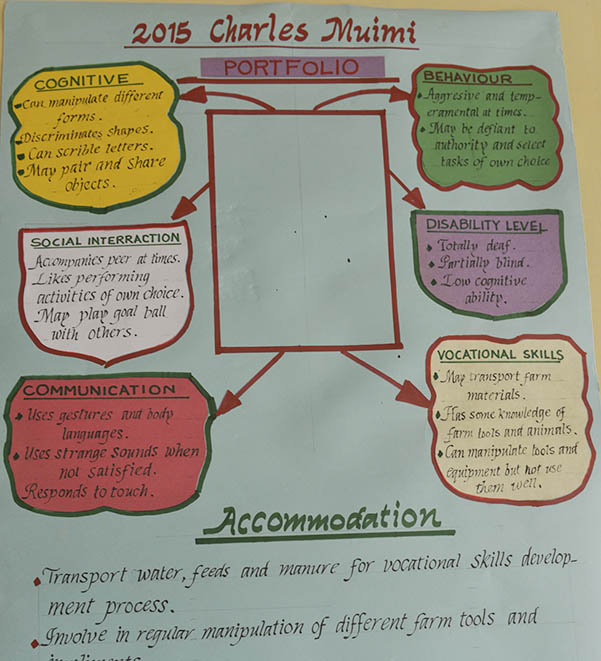 2015 Charles Muimi
PORTFOLIO
COGNITIVE
Can manipulate different
forms.
Discriminates shapes.
Can scrible letters.
May pair and share
objects.
BEHAVIOUR
Aggresive and temp-
eramental at times.
May be defiant to
authority and select
tasks of own choice
SOCIAL INTERRACTION
Accompanies peer at times.
Likes performing
activities of own choice.
May play goal ball
with others.
DISABILITY LEVEL
Totally deaf.
Partially blind.
Low cognitive
ability.
COMMUNICATION
Uses gestures and body
languages.
Uses strange sounds when
not satisfied.
Responds to touch.
VOCATIONAL SKILLS
May transport farm
materials.
Has some knowledge of
farm tools and animals.
Can manipulate tools and
equipment but not use
them well.
Accommodation
Transport water, feeds and manure for vocational skills develop-
ment process.
Involve in regular manipulation of different farm tools and